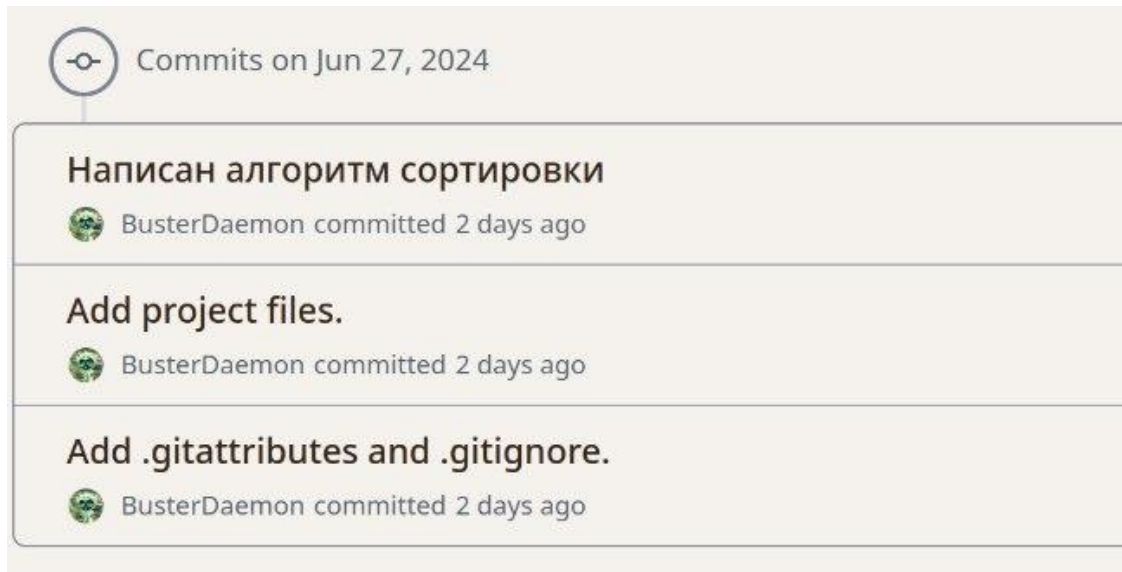 Commits on Jun 27, 2024
Написан алгоритм сортировки
BusterDaemon committed 2 days ago
Add project files.
BusterDaemon committed 2 days ago
Add .gitattributes and .gitignore.
BusterDaemon committed 2 days ago